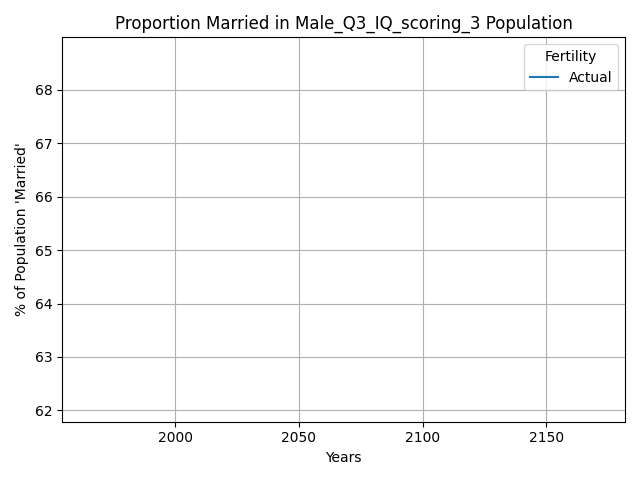 Proportion Married in Male_Q3_IQ_scoring_3 Population
Fertility
Actual
68
67
66
65
64
63
62
% of Population 'Married'
2000 2050 2100 2150
Years